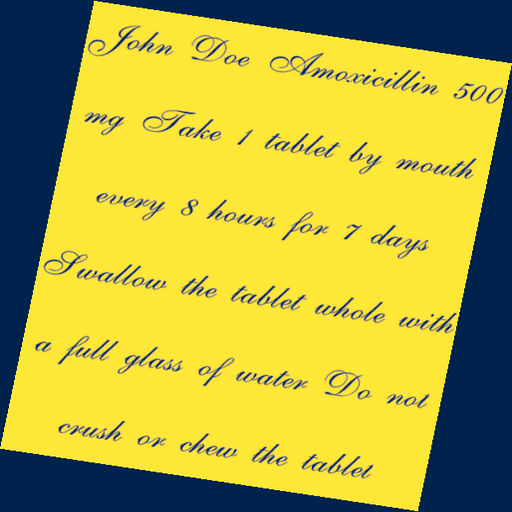 John Doe Amoxicillin 500
mg Take 1 tablet by mouth
every 8 hours for 7 days
Swallow the tablet whole with
a full glass of water Do not
crush or chew the tablet